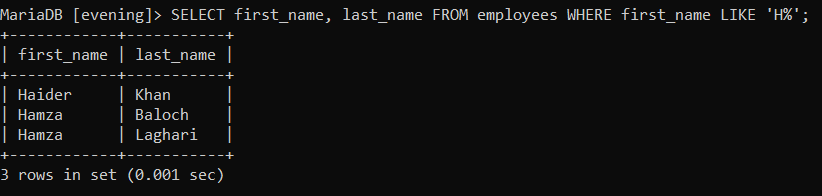 MariaDB [evening]> SELECT first_name, last_name FROM employees WHERE first_name LIKE 'H%';
+------------+-----------+
| first_name | last_name |
+------------+-----------+
| Haider     | Khan      |
| Hamza      | Baloch    |
| Hamza      | Laghari   |
+------------+-----------+
3 rows in set (0.001 sec)